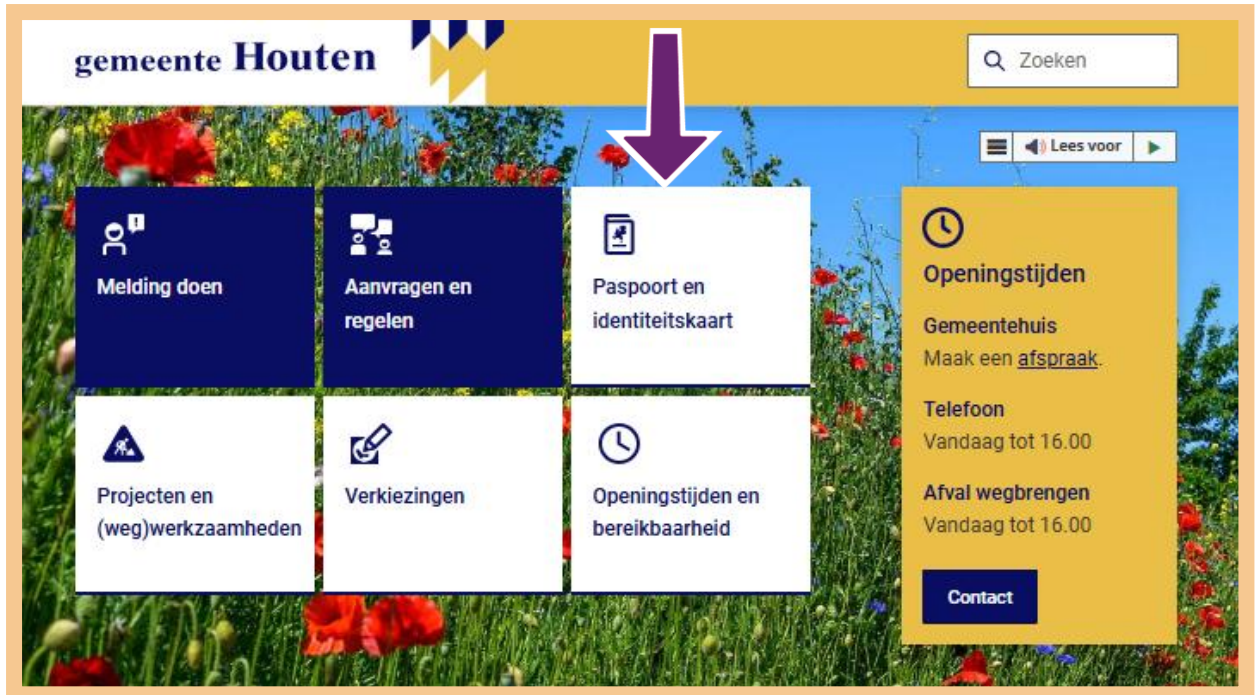 gemeente Houten
Zoeken
Lees voor
Melding doen
Aanvragen en
regelen
Paspoort en
identiteitskaart
Projecten en
(weg)werkzaamheden
Verkiezingen
Openingstijden en
bereikbaarheid
Openingstijden
Gemeentehuis
Maak een afspraak.
Telefoon
Vandaag tot 16.00
Afval wegbrengen
Vandaag tot 16.00
Contact